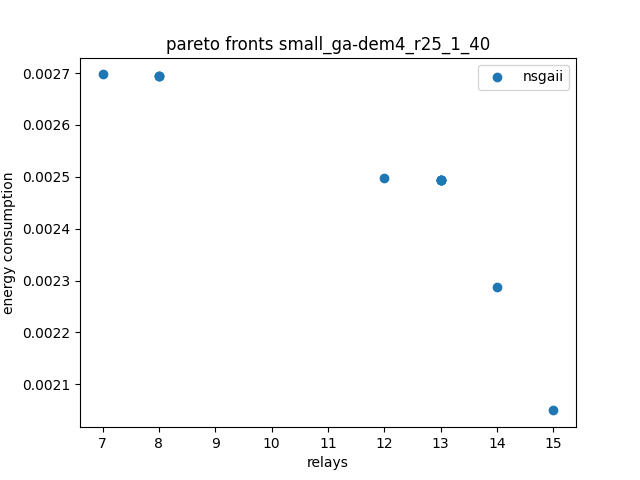 pareto fronts small_ga-dem4_r25_1_40
nsgaii
0.0027
0.0026
0.0025
0.0024
0.0023
0.0022
0.0021
energy consumption
7 8 9 10 11 12 13 14 15
relays